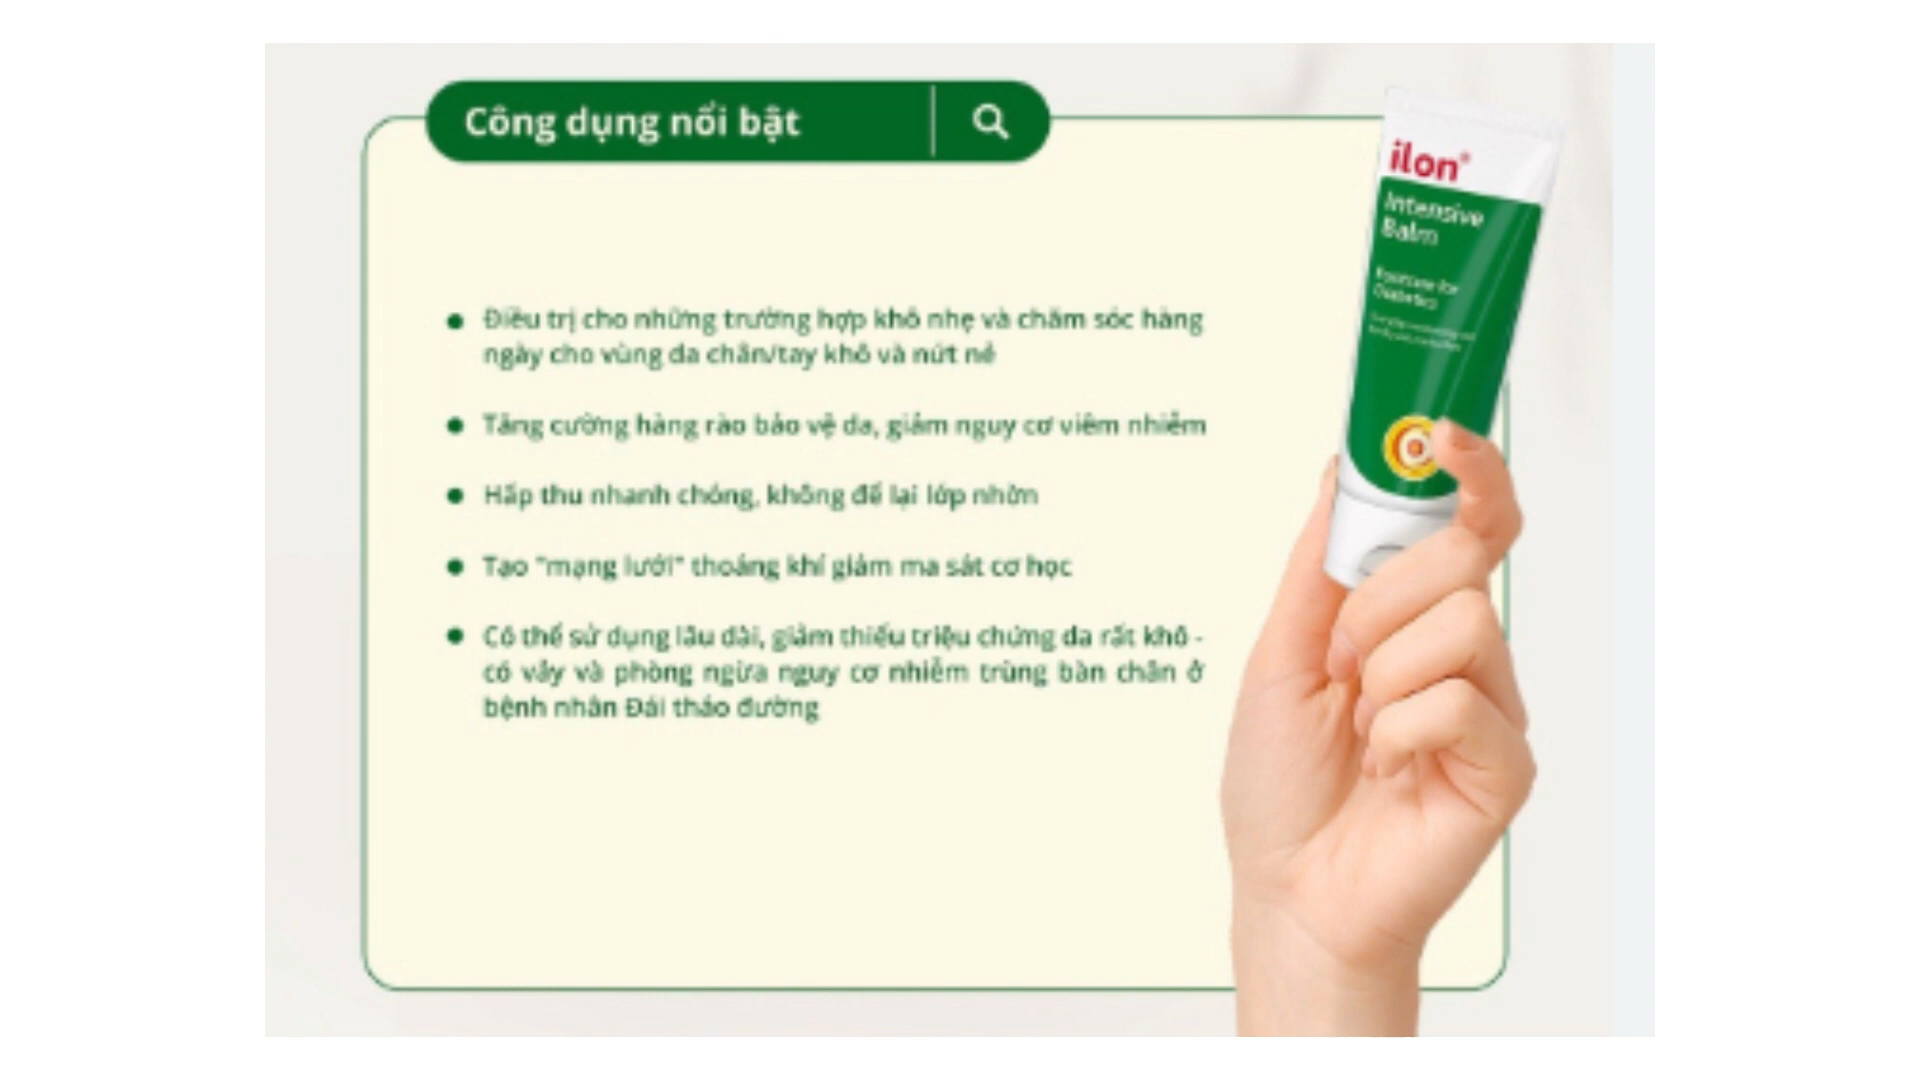 Công dụng nổi bật
ilon®
Intensive
Balm
Footcare for
Diabetics
Điều trị cho những trường hợp khô nhẹ và chăm sóc hàng
ngày cho vùng da chân/tay khô và nứt nẻ
Tăng cường hàng rào bảo vệ da, giảm nguy cơ viêm nhiễm
Hấp thu nhanh chóng, không để lại lớp nhờn
Tạo "mạng lưới" thoáng khí giảm ma sát cơ học
Có thể sử dụng lâu dài, giảm thiểu triệu chứng da rất khô -
có vảy và phòng ngừa nguy cơ nhiễm trùng bàn chân ở
bệnh nhân Đái tháo đường